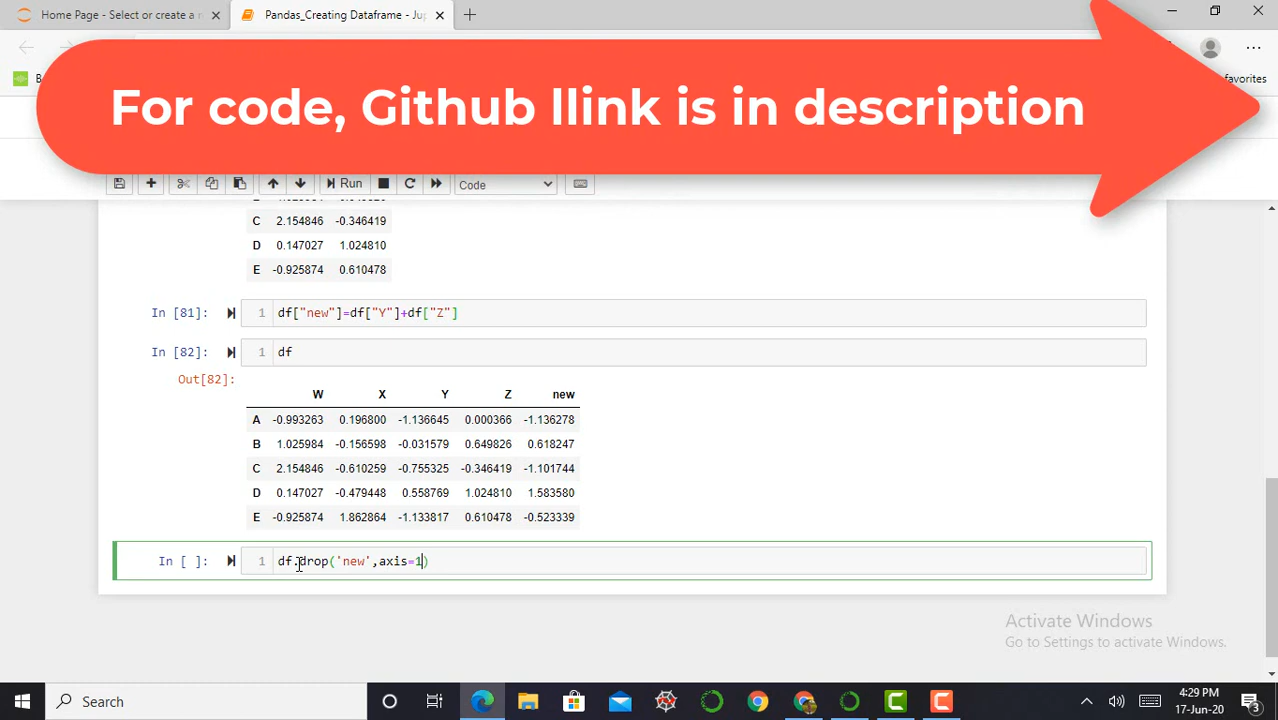 Home Page - Select or create a n
Pandas_Creating Dataframe - Jup
For code, Github llink is in description
favorites
Run
Code
C 2.154846 -0.346419
D 0.147027 1.024810
E -0.925874 0.610478
In [81]: 1 df["new"]=df["Y"]+df["Z"]
In [82]: 1 df
Out[82]:
W X Y Z new
A -0.993263 0.196800 -1.136645 0.000366 -1.136278
B 1.025984 -0.156598 -0.031579 0.649826 0.618247
C 2.154846 -0.610259 -0.755325 -0.346419 -1.101744
D 0.147027 -0.479448 0.558769 1.024810 1.583580
E -0.925874 1.862864 -1.133817 0.610478 -0.523339
In [ ]: 1 df.drop('new',axis=1)
Activate Windows
Go to Settings to activate Windows.
Search
4:29 PM
17-Jun-20
3